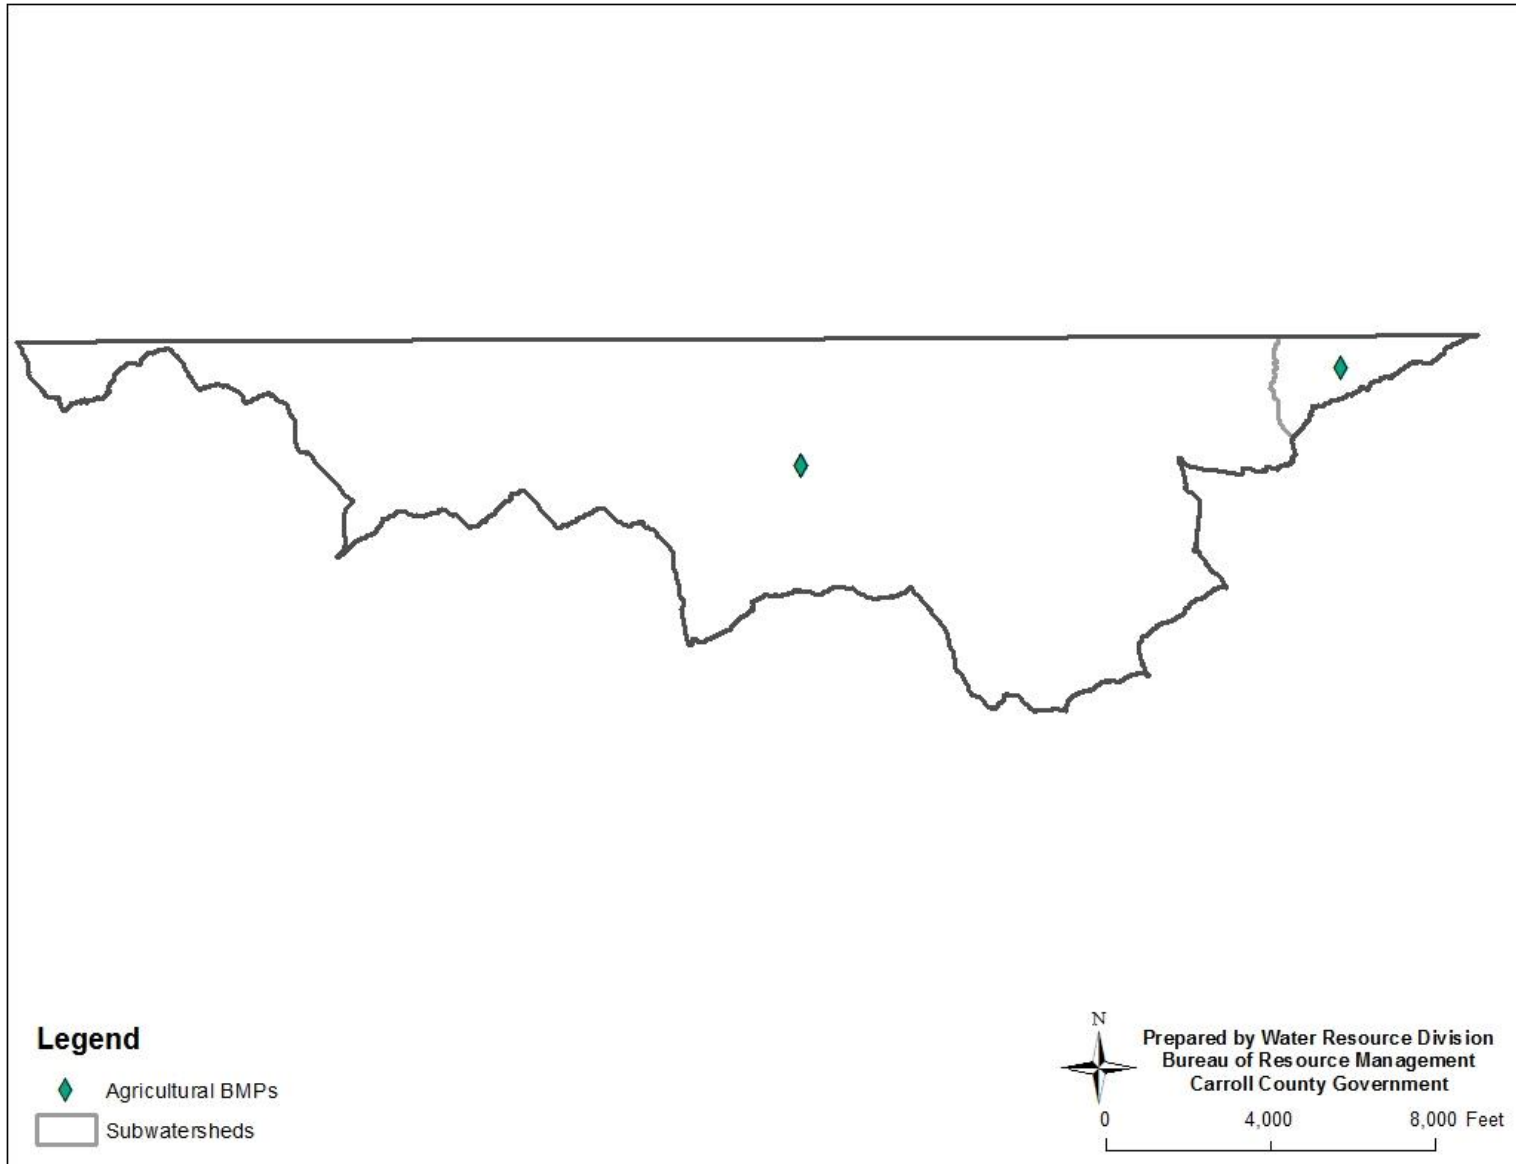 Legend
Agricultural BMPs
Subwatersheds
N
Prepared by Water Resource Division
Bureau of Resource Management
Carroll County Government
0 4,000 8,000 Feet